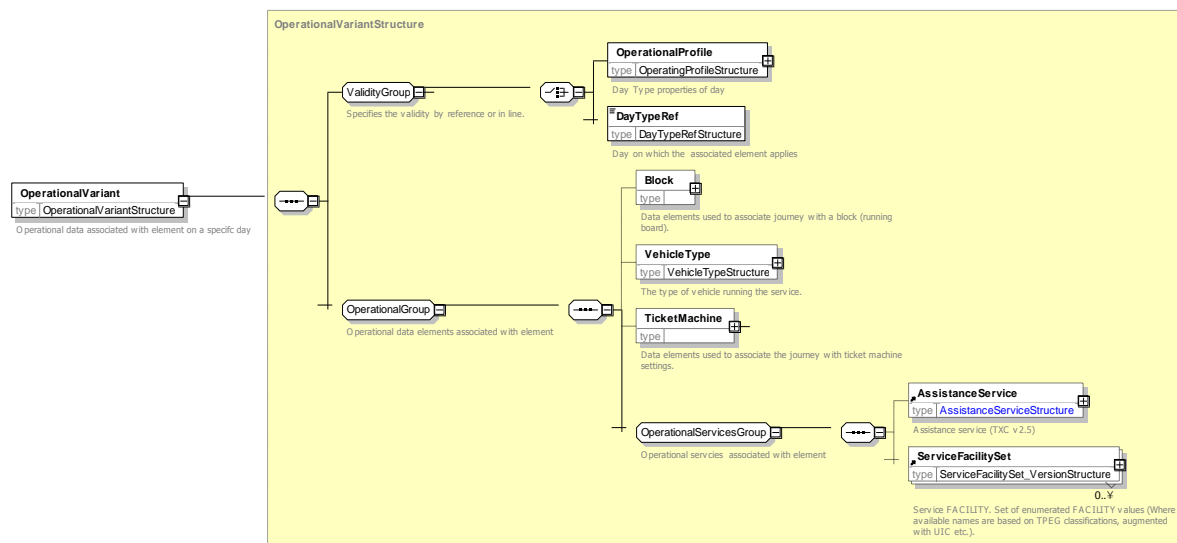 OperationalVariantStructure
OperationalProfile
type OperatingProfileStructure
Day Type properties of day
ValidityGroup
Specifies the validity by reference or in line.
DayTypeRef
type DayTypeRefStructure
Day on which the associated element applies
OperationalVariant
type OperationalVariantStructure
Operational data associated with element on a specifc day
Block
type
Data elements used to associate journey with a block (running
board).
VehicleType
type VehicleTypeStructure
The type of vehicle running the service.
OperationalGroup
Operational data elements associated with element
TicketMachine
type
Data elements used to associate the journey with ticket machine
settings.
AssistanceService
type AssistanceServiceStructure
Assistance service (TXC v2.5)
OperationalServicesGroup
Operational servcies associated with element
ServiceFacilitySet
type ServiceFacilitySet_VersionStructure
0..¥
Service FACILITY. Set of enumerated FACILITY values (Where
available names are based on TPEG classifications, augmented
with UIC etc.).